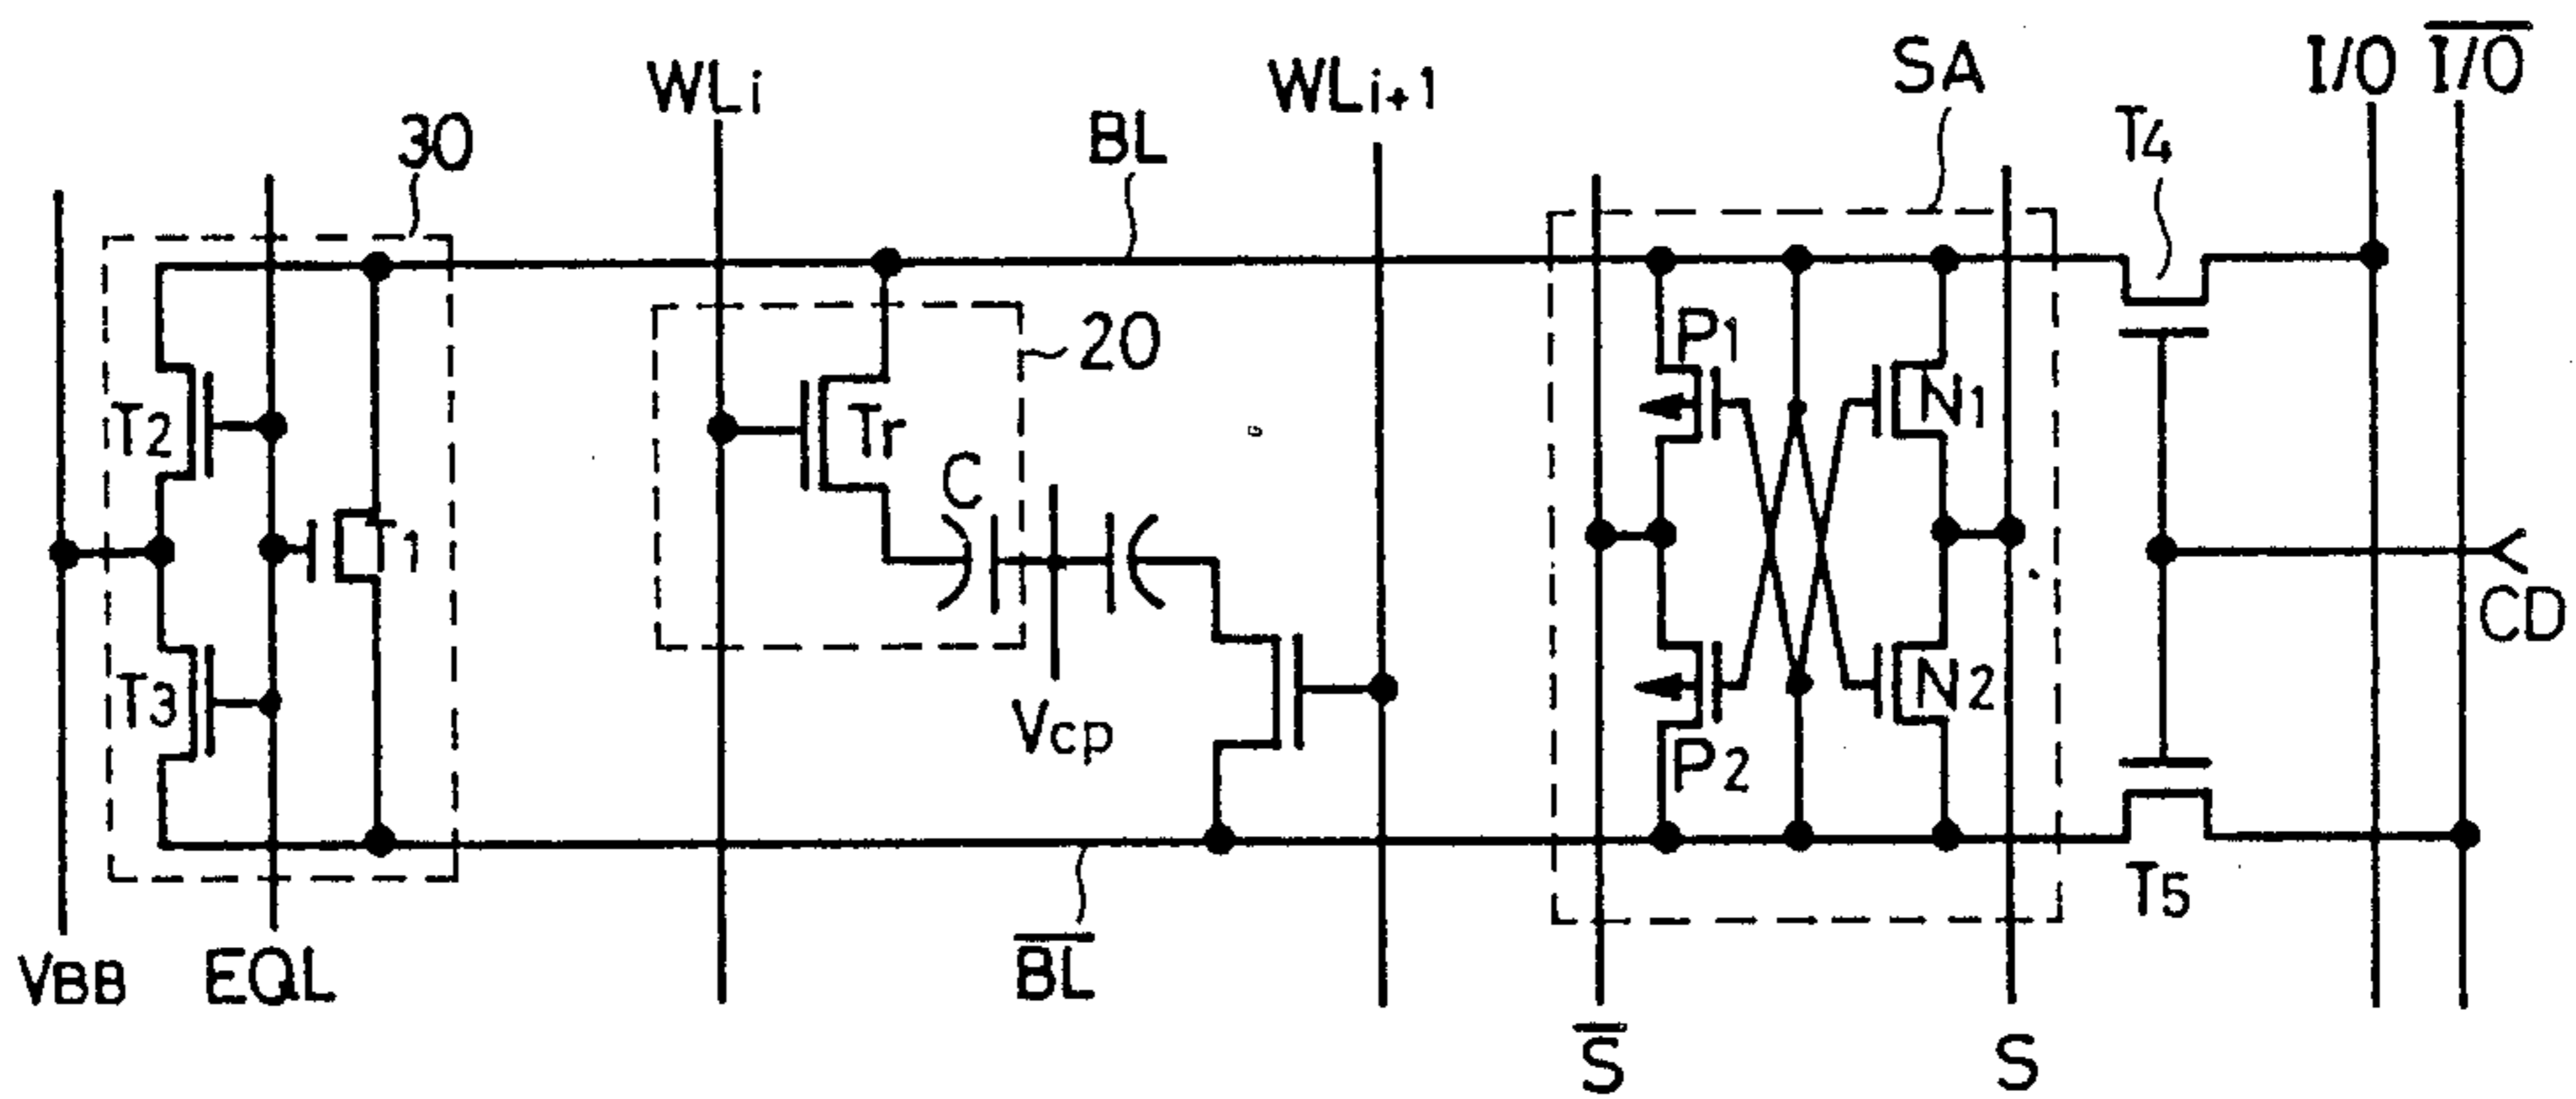 30
WLi
BL
WLi+1
SA
T4
I/O
I/O̅
20
T2
Tr
C
T1
T3
Vcp
P1
N1
P2
N2
CD
T5
VBB
EQL
B̅L̅
S̅
S